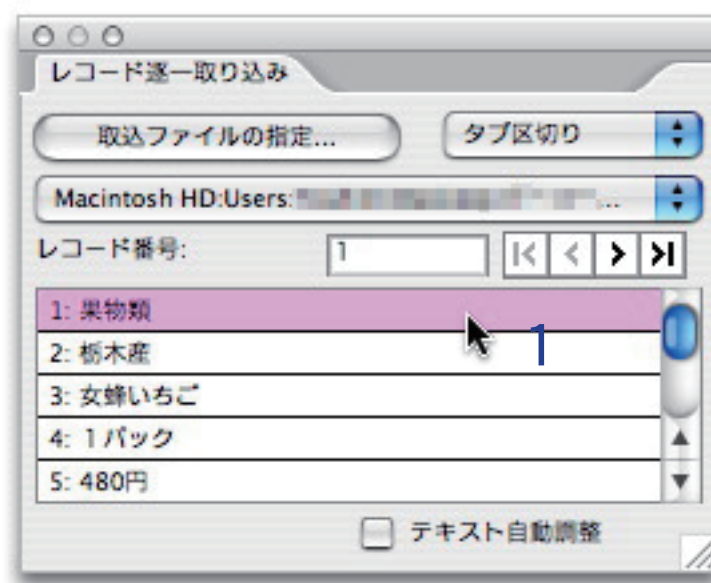 レコード逐一取り込み
取込ファイルの指定... タブ区切り
Macintosh HD:Users: ...
レコード番号: 1
1: 果物類
1
2: 栃木産
3: 女蜂いちご
4: 1パック
5: 480円
テキスト自動調整